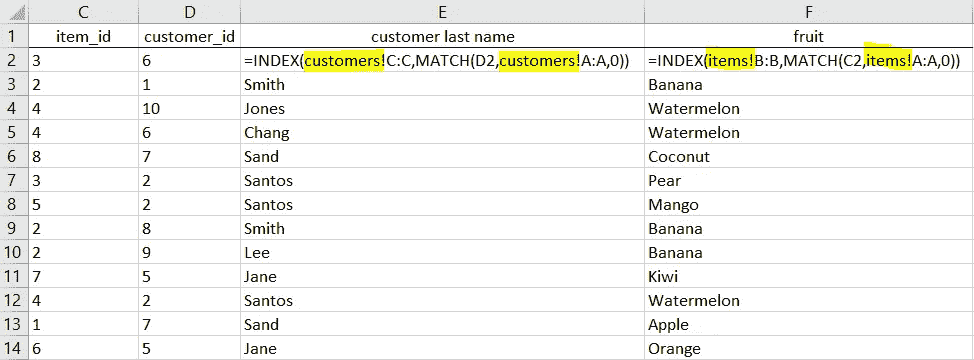 C D E F
1 item_id customer_id customer last name fruit
2 3 6 =INDEX(customers!C:C,MATCH(D2,customers!A:A,0)) =INDEX(items!B:B,MATCH(C2,items!A:A,0))
3 2 1 Smith Banana
4 4 10 Jones Watermelon
5 4 6 Chang Watermelon
6 8 7 Sand Coconut
7 3 2 Santos Pear
8 5 2 Santos Mango
9 2 8 Smith Banana
10 2 9 Lee Banana
11 7 5 Jane Kiwi
12 4 2 Santos Watermelon
13 1 7 Sand Apple
14 6 5 Jane Orange